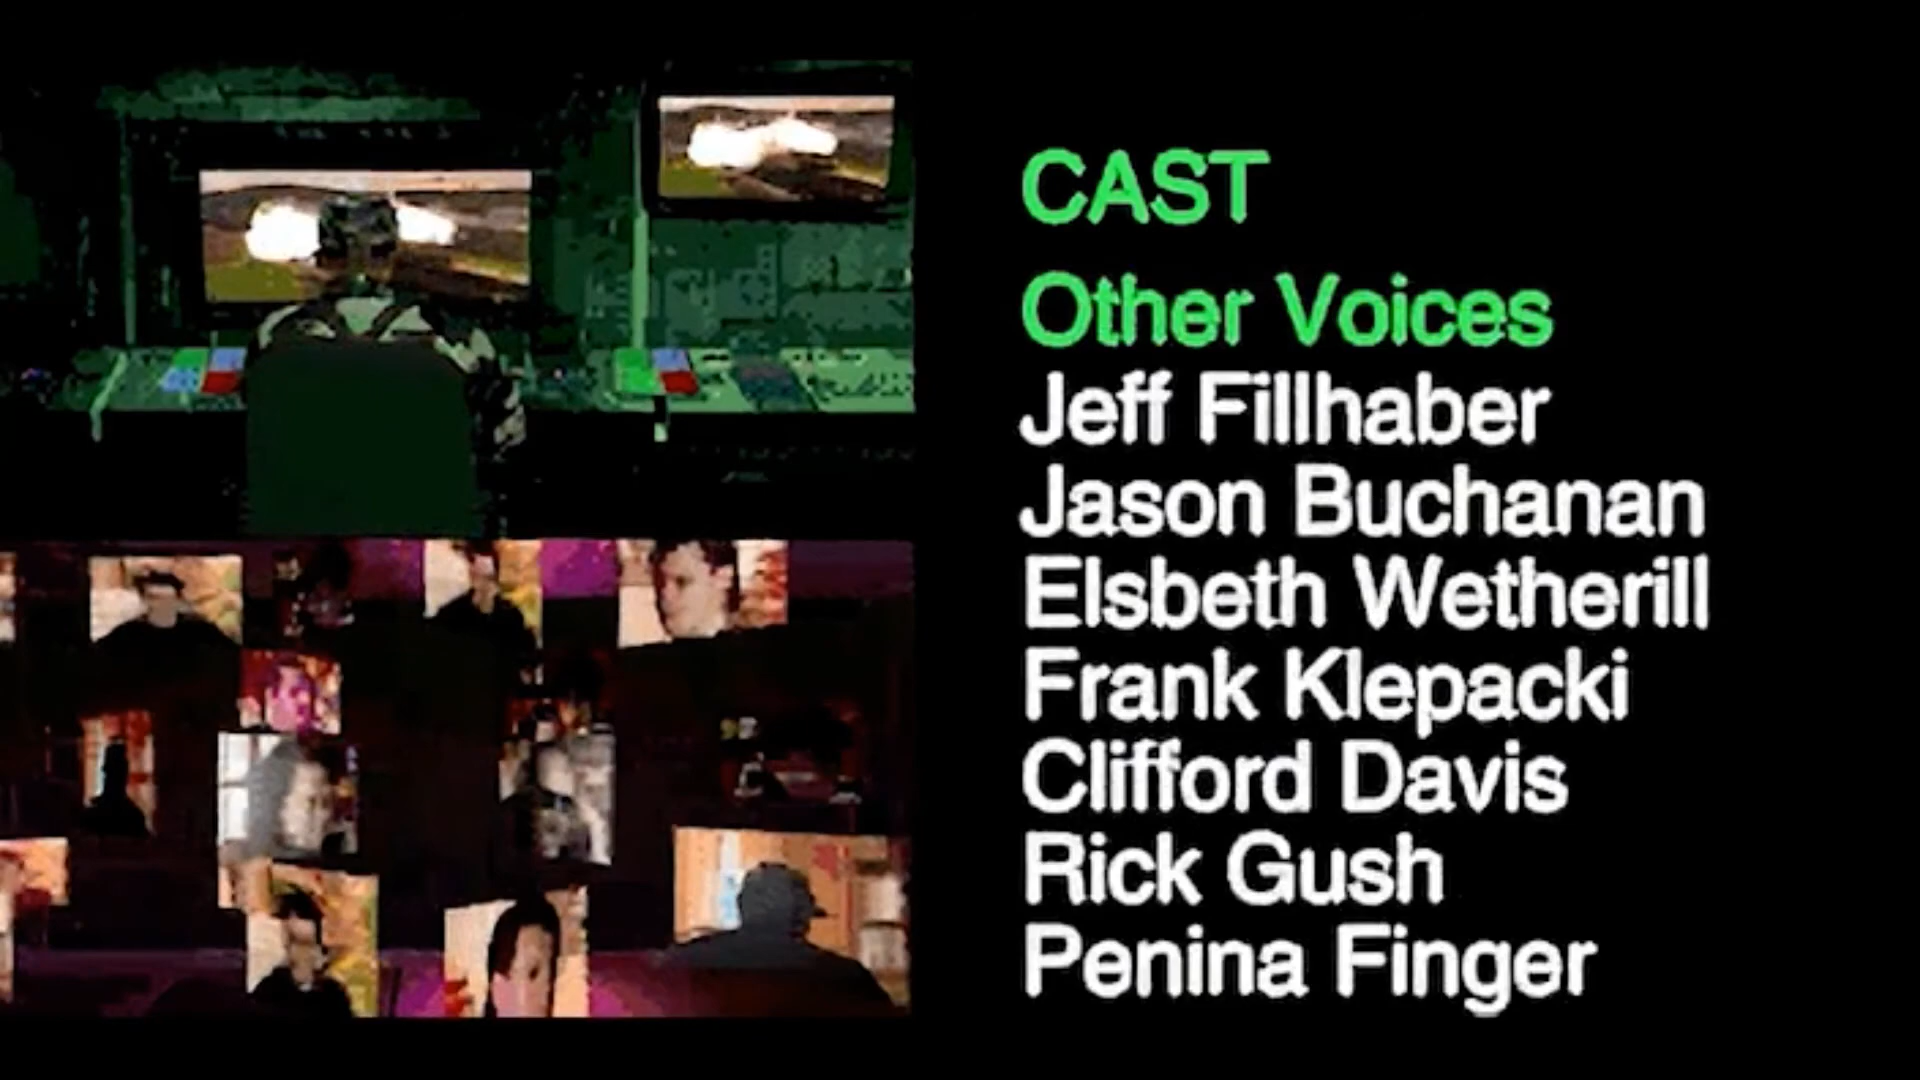 CAST
Other Voices
Jeff Fillhaber
Jason Buchanan
Elsbeth Wetherill
Frank Klepacki
Clifford Davis
Rick Gush
Penina Finger